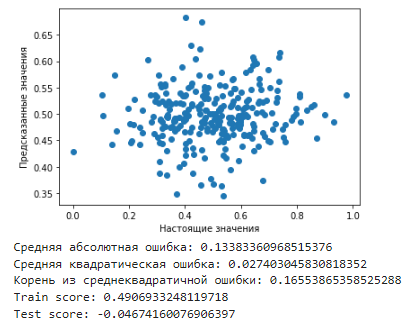 Предсказанные значения
0.65
0.60
0.55
0.50
0.45
0.40
0.35
0.0 0.2 0.4 0.6 0.8 1.0
Настоящие значения
Средняя абсолютная ошибка: 0.13383360968515376
Средняя квадратическая ошибка: 0.027403045830818352
Корень из среднеквадратичной ошибки: 0.16553865358525288
Train score: 0.4906933248119718
Test score: -0.04674160076906397